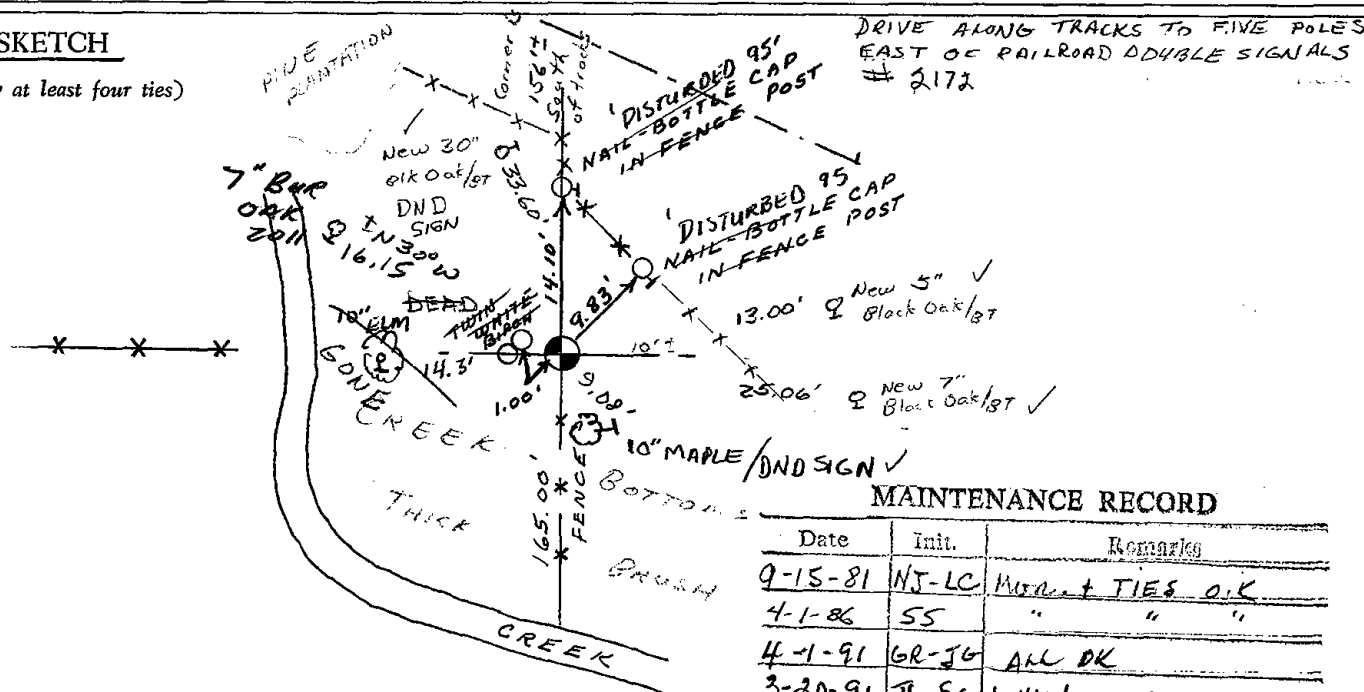 SKETCH
at least four ties)
DRIVE ALONG TRACKS TO FIVE POLES
EAST OF RAILROAD DOUBLE SIGNALS
# 2172
PINE
PLANTATION
Corner is
156'±
South
of tracks
'DISTURBED 95'
NAIL-BOTTLE CAP
IN FENCE POST
New 30"
Blk Oak/BT
DND
SIGN
33.60'
7" BUR
OAK
2011
N30°W
16.15
'DISTURBED 95
NAIL-BOTTLE CAP
IN FENCE POST
14.10'
9.83'
DEAD
TWIN
WHITE
BIRCH
10"
ELM
GONE
14.3'
1.00'
10'±
13.00'
New 5"
Black Oak/BT
25.06'
New 7"
Black Oak/BT
9.08'
10" MAPLE/DND SIGN
165.00'
FENCE
CREEK
BOTTOMS
THICK
BRUSH
CREEK
MAINTENANCE RECORD
Date Init. Remarks
9-15-81 NJ-LC Mon. + TIES O.K.
4-1-86 SS " " "
4-1-91 GR-JG ALL OK